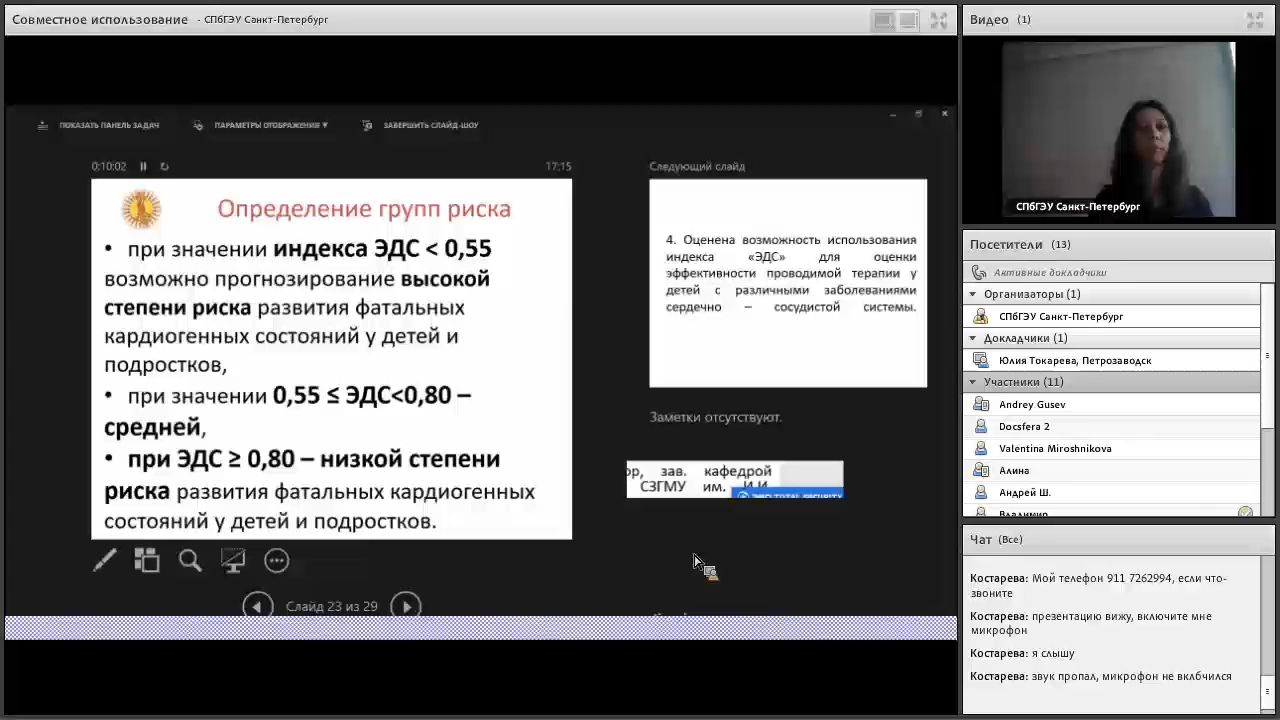 Совместное использование - СПбГЭУ Санкт-Петербург
ПОКАЗАТЬ ПАНЕЛЬ ЗАДАЧ
ПАРАМЕТРЫ ОТОБРАЖЕНИЯ ▼
ЗАВЕРШИТЬ СЛАЙД-ШОУ
0:10:02
17:15
Определение групп риска
• при значении индекса ЭДС < 0,55
возможно прогнозирование высокой
степени риска развития фатальных
кардиогенных состояний у детей и
подростков,
• при значении 0,55 ≤ ЭДС<0,80 –
средней,
• при ЭДС ≥ 0,80 – низкой степени
риска развития фатальных кардиогенных
состояний у детей и подростков.
Слайд 23 из 29
Следующий слайд
4. Оценена возможность использования
индекса «ЭДС» для оценки
эффективности проводимой терапии у
детей с различными заболеваниями
сердечно – сосудистой системы.
Заметки отсутствуют.
ор, зав. кафедрой
СЗГМУ им. И.И.
TOTAL SECURITY
Видео (1)
СПбГЭУ Санкт-Петербург
Посетители (13)
Активные докладчики
Организаторы (1)
СПбГЭУ Санкт-Петербург
Докладчики (1)
Юлия Токарева, Петрозаводск
Участники (11)
Andrey Gusev
Docsfera 2
Valentina Miroshnikova
Алина
Андрей Ш.
Владимир
Чат (Все)
Костарева: Мой телефон 911 7262994, если что-
звоните
Костарева: презентацию вижу, включите мне
микрофон
Костарева: я слышу
Костарева: звук пропал, микрофон не вклбчился